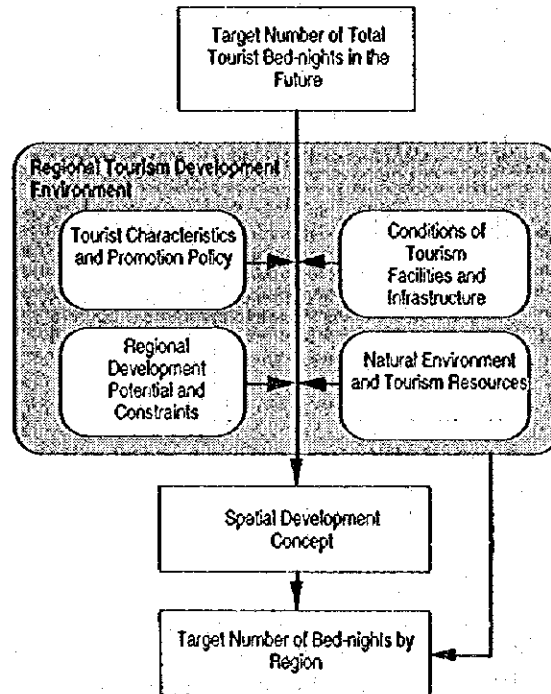 Target Number of Total
Tourist Bed-nights in the
Future
Regional Tourism Development
Environment
Tourist Characteristics
and Promotion Policy
Conditions of
Tourism
Facilities and
Infrastructure
Regional
Development
Potential and
Constraints
Natural Environment
and Tourism Resources
Spatial Development
Concept
Target Number of Bed-nights by
Region